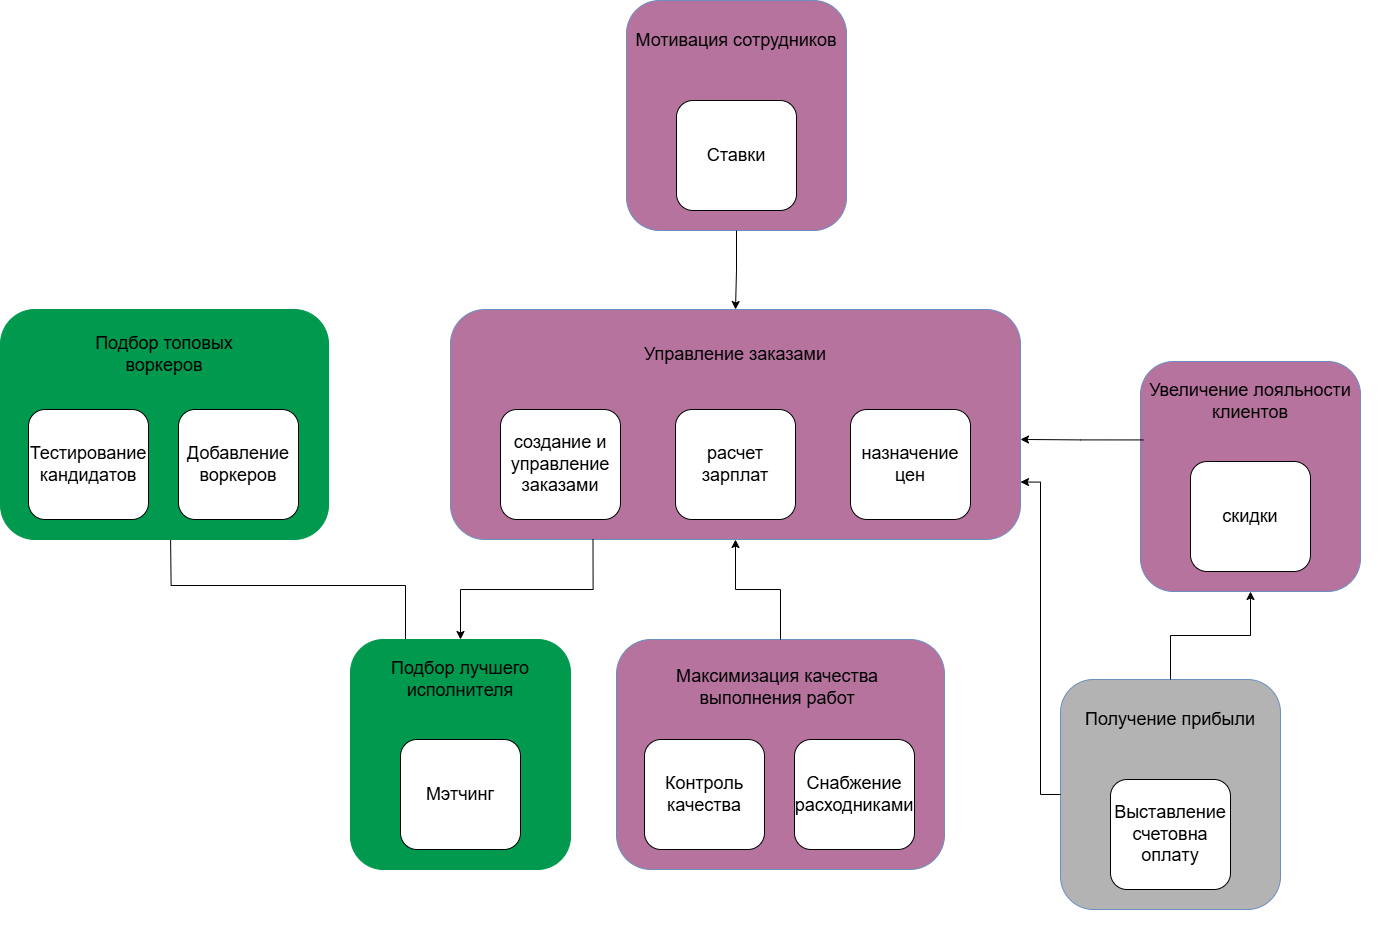 Мотивация сотрудников
Ставки
Подбор топовых
воркеров
Тестирование
кандидатов
Добавление
воркеров
Управление заказами
создание и
управление
заказами
расчет
зарплат
назначение
цен
Увеличение лояльности
клиентов
скидки
Подбор лучшего
исполнителя
Мэтчинг
Максимизация качества
выполнения работ
Контроль
качества
Снабжение
расходниками
Получение прибыли
Выставление
счетовна
оплату